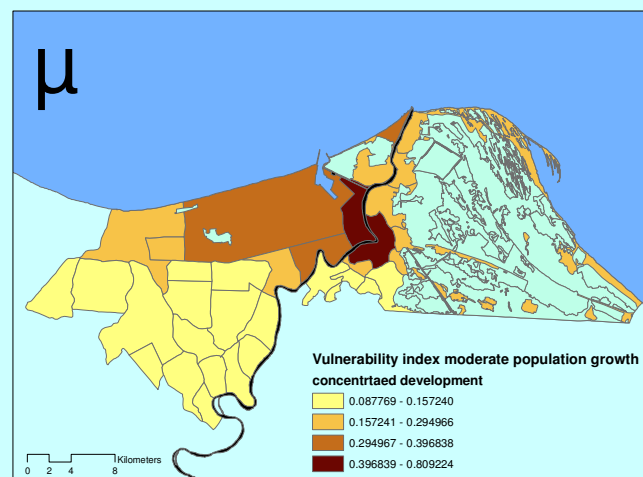 µ
Vulnerability index moderate population growth
concentrtaed development
0.087769 - 0.157240
0.157241 - 0.294966
0.294967 - 0.396838
0.396839 - 0.809224
Kilometers
0 2 4 8